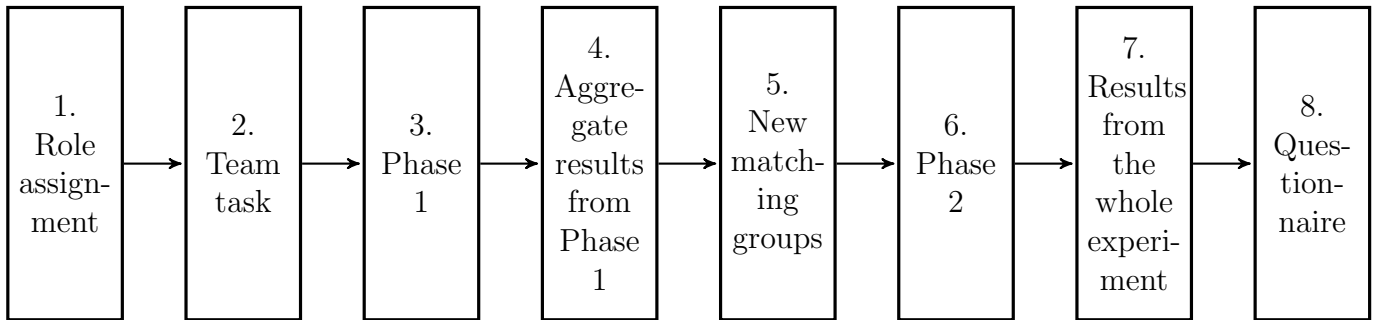 1.
Role
assign-
ment
2.
Team
task
3.
Phase
1
4.
Aggre-
gate
results
from
Phase
1
5.
New
match-
ing
groups
6.
Phase
2
7.
Results
from
the
whole
experi-
ment
8.
Ques-
tion-
naire